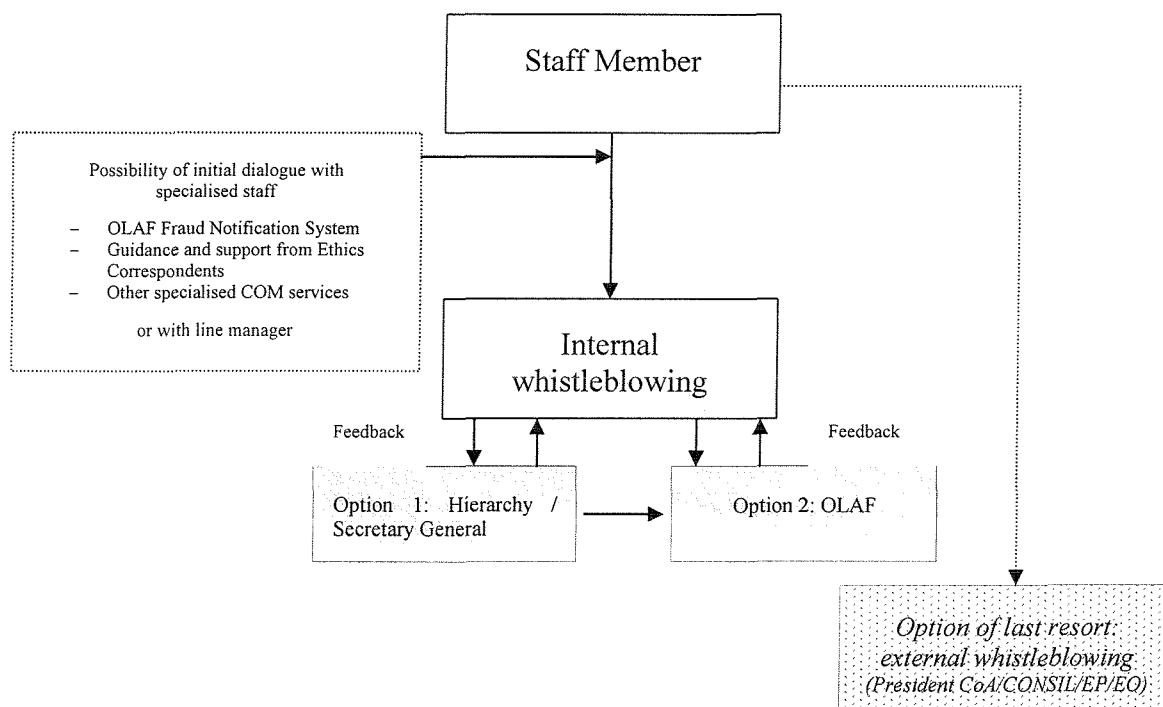 Staff Member
Possibility of initial dialogue with
specialised staff
– OLAF Fraud Notification System
– Guidance and support from Ethics
Correspondents
– Other specialised COM services
or with line manager
Internal
whistleblowing
Feedback
Feedback
Option 1: Hierarchy /
Secretary General
Option 2: OLAF
Option of last resort:
external whistleblowing
(President CoA/CONSIL/EP/EO)